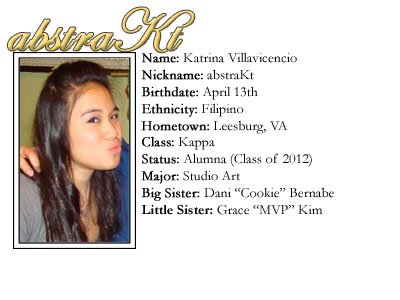 abstraKt
Name: Katrina Villavicencio
Nickname: abstraKt
Birthdate: April 13th
Ethnicity: Filipino
Hometown: Leesburg, VA
Class: Kappa
Status: Alumna (Class of 2012)
Major: Studio Art
Big Sister: Dani “Cookie” Bernabe
Little Sister: Grace “MVP” Kim